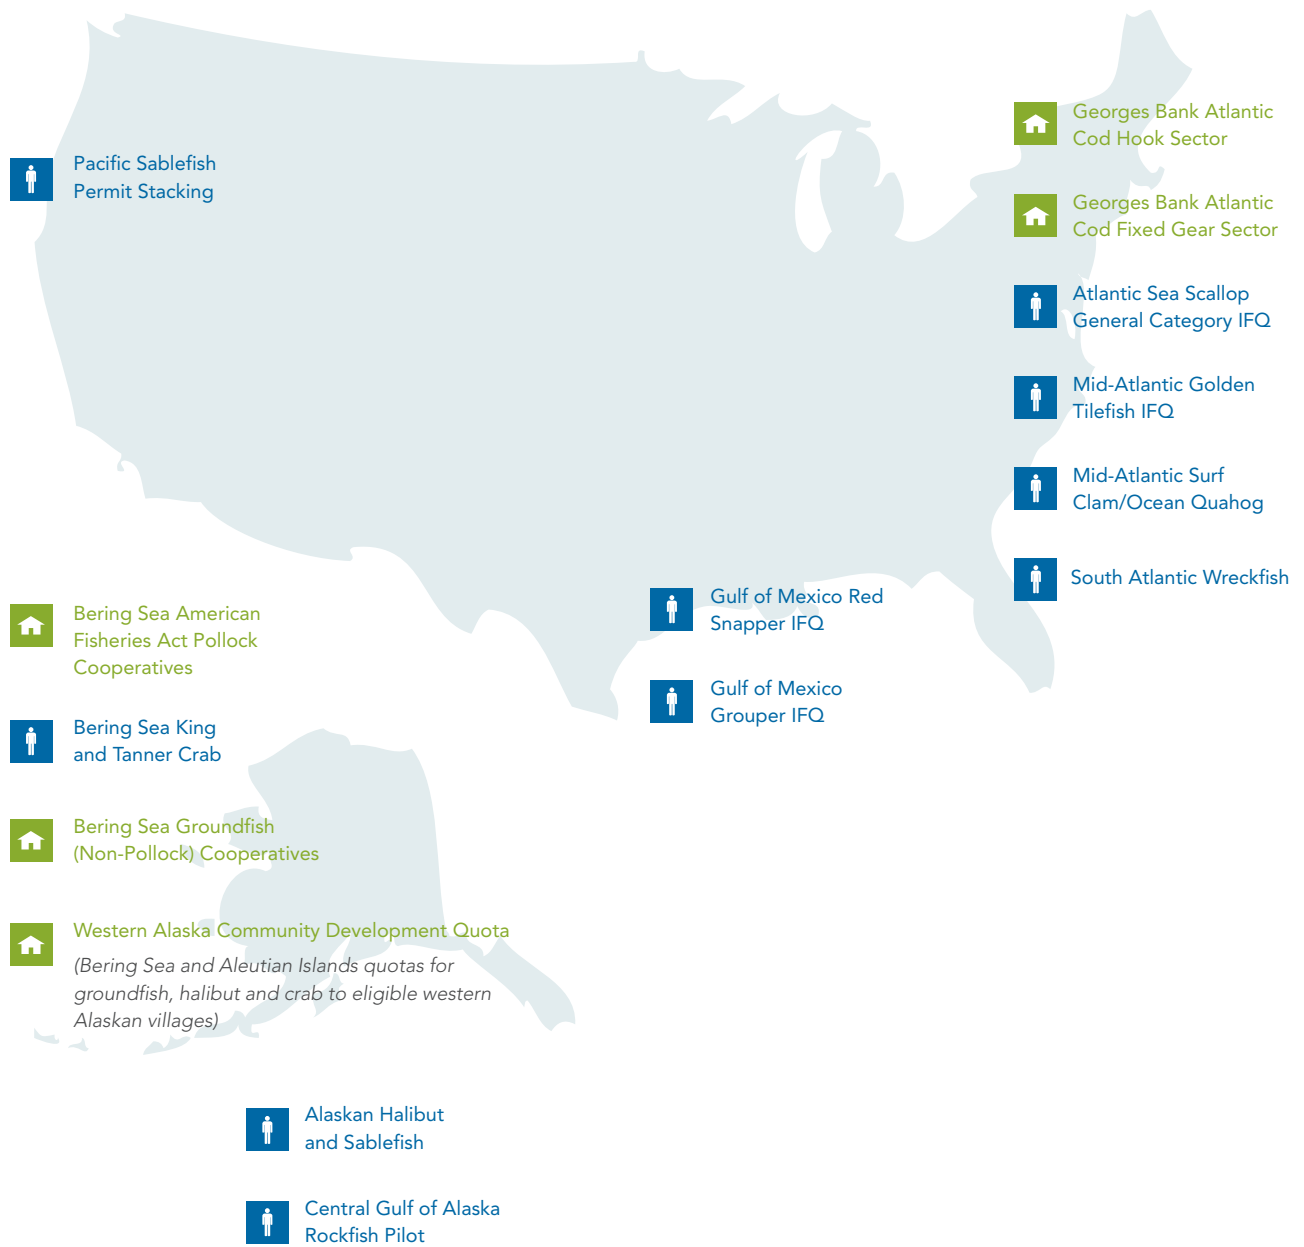 Pacific Sablefish
Permit Stacking
Georges Bank Atlantic
Cod Hook Sector
Georges Bank Atlantic
Cod Fixed Gear Sector
Atlantic Sea Scallop
General Category IFQ
Mid-Atlantic Golden
Tilefish IFQ
Mid-Atlantic Surf
Clam/Ocean Quahog
South Atlantic Wreckfish
Gulf of Mexico Red
Snapper IFQ
Gulf of Mexico
Grouper IFQ
Bering Sea American
Fisheries Act Pollock
Cooperatives
Bering Sea King
and Tanner Crab
Bering Sea Groundfish
(Non-Pollock) Cooperatives
Western Alaska Community Development Quota
(Bering Sea and Aleutian Islands quotas for
groundfish, halibut and crab to eligible western
Alaskan villages)
Alaskan Halibut
and Sablefish
Central Gulf of Alaska
Rockfish Pilot